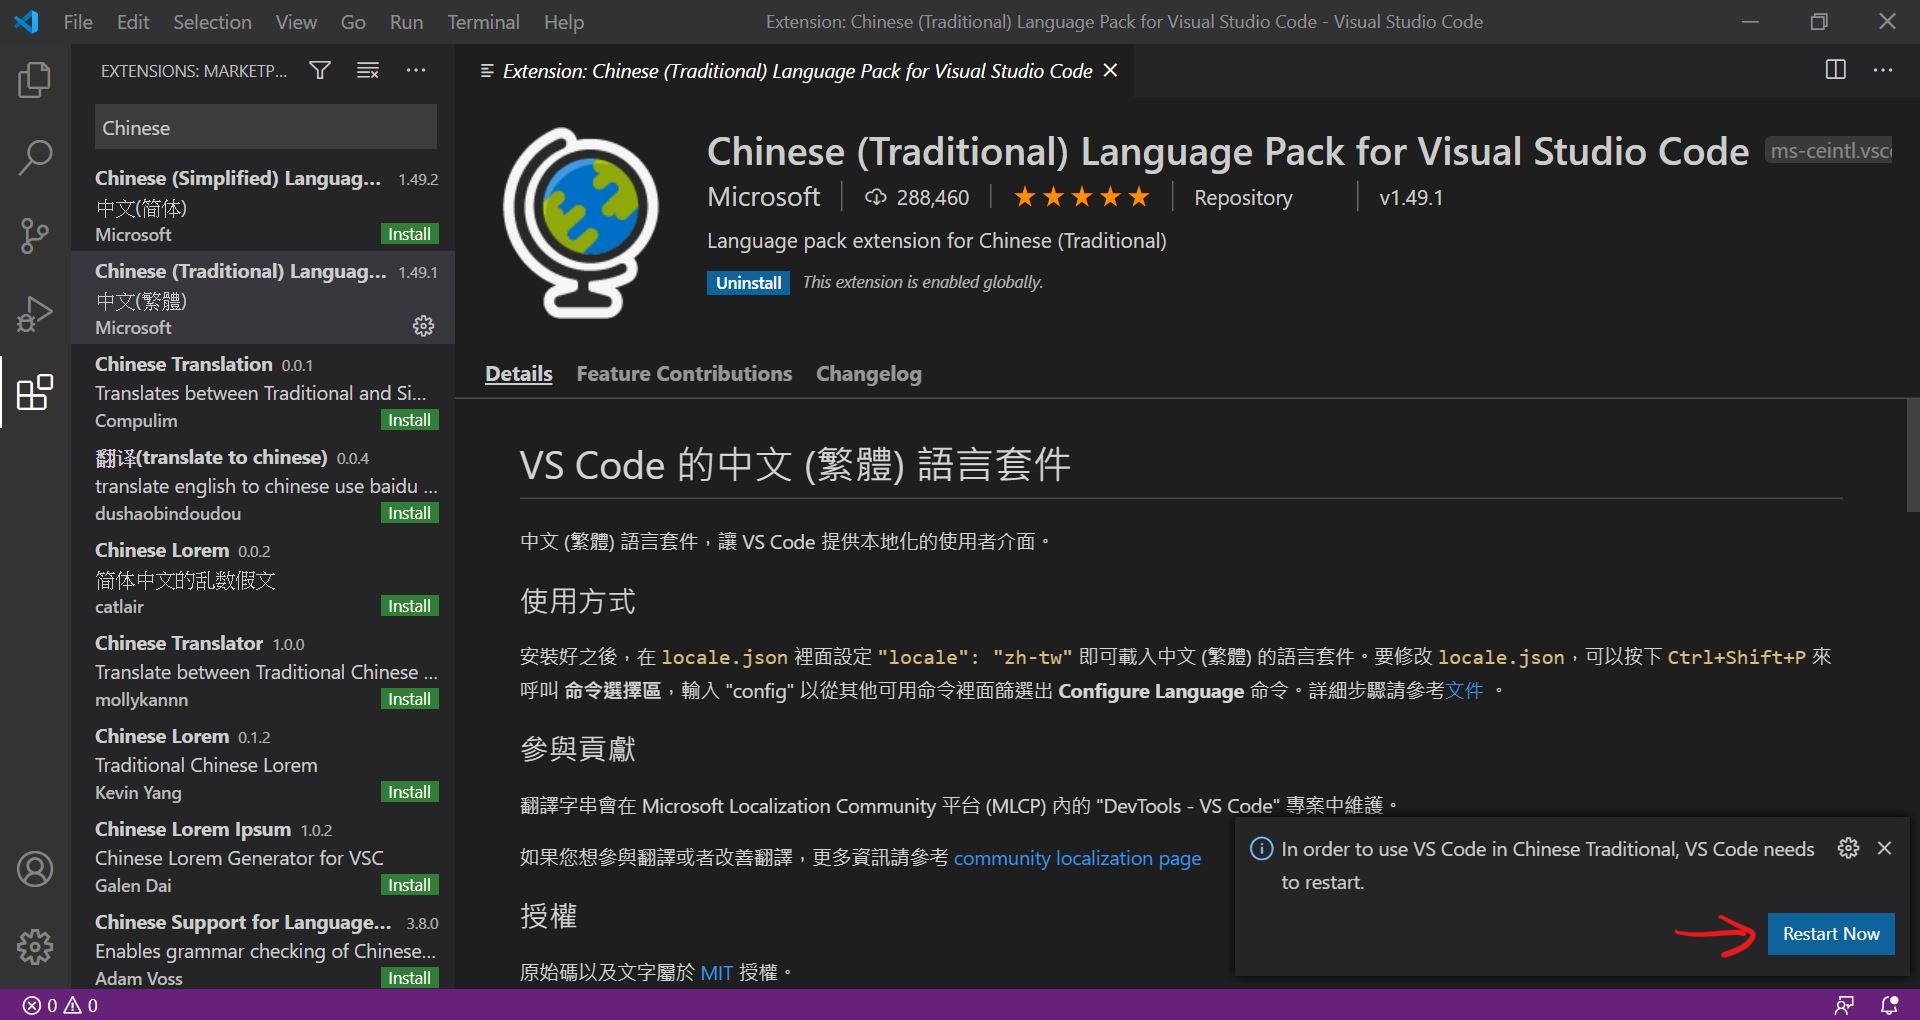 File Edit Selection View Go Run Terminal Help
Extension: Chinese (Traditional) Language Pack for Visual Studio Code - Visual Studio Code
EXTENSIONS: MARKETP...
Chinese
Chinese (Simplified) Languag... 1.49.2
中文(简体)
Microsoft Install
Chinese (Traditional) Languag... 1.49.1
中文(繁體)
Microsoft
Chinese Translation 0.0.1
Translates between Traditional and Si...
Compulim Install
翻译(translate to chinese) 0.0.4
translate english to chinese use baidu ...
dushaobindoudou Install
Chinese Lorem 0.0.2
简体中文的乱数假文
catlair Install
Chinese Translator 1.0.0
Translate between Traditional Chinese ...
mollykannn Install
Chinese Lorem 0.1.2
Traditional Chinese Lorem
Kevin Yang Install
Chinese Lorem Ipsum 1.0.2
Chinese Lorem Generator for VSC
Galen Dai Install
Chinese Support for Language... 3.8.0
Enables grammar checking of Chinese...
Adam Voss Install
Extension: Chinese (Traditional) Language Pack for Visual Studio Code
Chinese (Traditional) Language Pack for Visual Studio Code ms-ceintl.vsc
Microsoft 288,460 Repository v1.49.1
Language pack extension for Chinese (Traditional)
Uninstall This extension is enabled globally.
Details Feature Contributions Changelog
VS Code 的中文 (繁體) 語言套件
中文 (繁體) 語言套件，讓 VS Code 提供本地化的使用者介面。
使用方式
安裝好之後，在 locale.json 裡面設定 "locale": "zh-tw" 即可載入中文 (繁體) 的語言套件。要修改 locale.json，可以按下 Ctrl+Shift+P 來
呼叫 命令選擇區，輸入 "config" 以從其他可用命令裡面篩選出 Configure Language 命令。詳細步驟請參考文件 。
參與貢獻
翻譯字串會在 Microsoft Localization Community 平台 (MLCP) 內的 "DevTools - VS Code" 專案中維護。
如果您想參與翻譯或者改善翻譯，更多資訊請參考 community localization page
授權
原始碼以及文字屬於 MIT 授權。
In order to use VS Code in Chinese Traditional, VS Code needs
to restart.
Restart Now
0 0